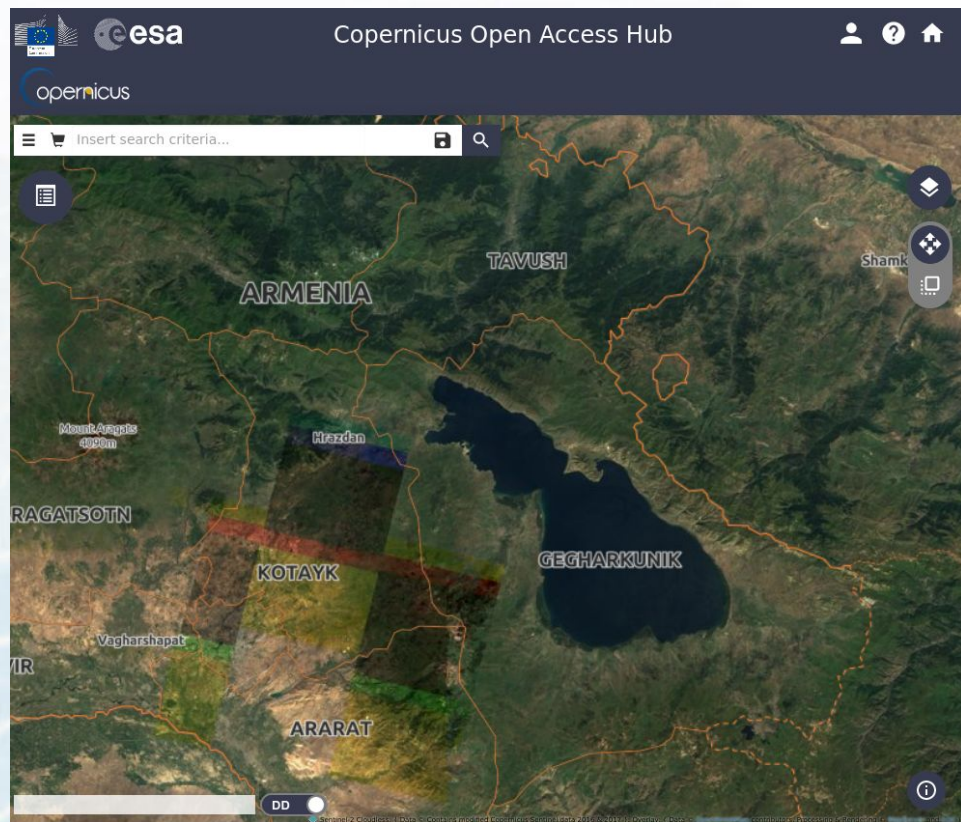 esa
Copernicus Open Access Hub
opernicus
Insert search criteria...
TAVUSH
Shamk
ARMENIA
Mount Aragats
4090m
Hrazdan
RAGATSOTN
GEGHARKUNIK
KOTAYK
Vagharshapat
VIR
ARARAT
DD